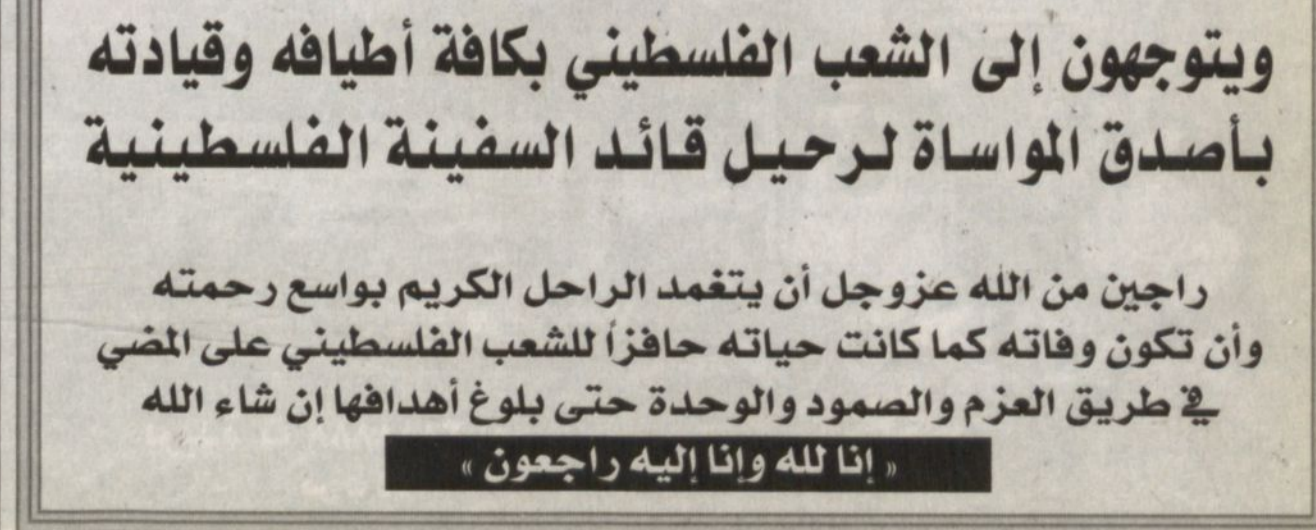 ويتوجهون إلى الشعب الفلسطيني بكافة أطيافه وقيادته
بأصدق المواساة لرحيل قائد السفينة الفلسطينية
راجين من الله عزوجل أن يتغمد الراحل الكريم بواسع رحمته
وأن تكون وفاته كما كانت حياته حافزاً للشعب الفلسطيني على المضي
في طريق العزم والصمود والوحدة حتى بلوغ أهدافها إن شاء الله
« إنا لله وإنا إليه راجعون »